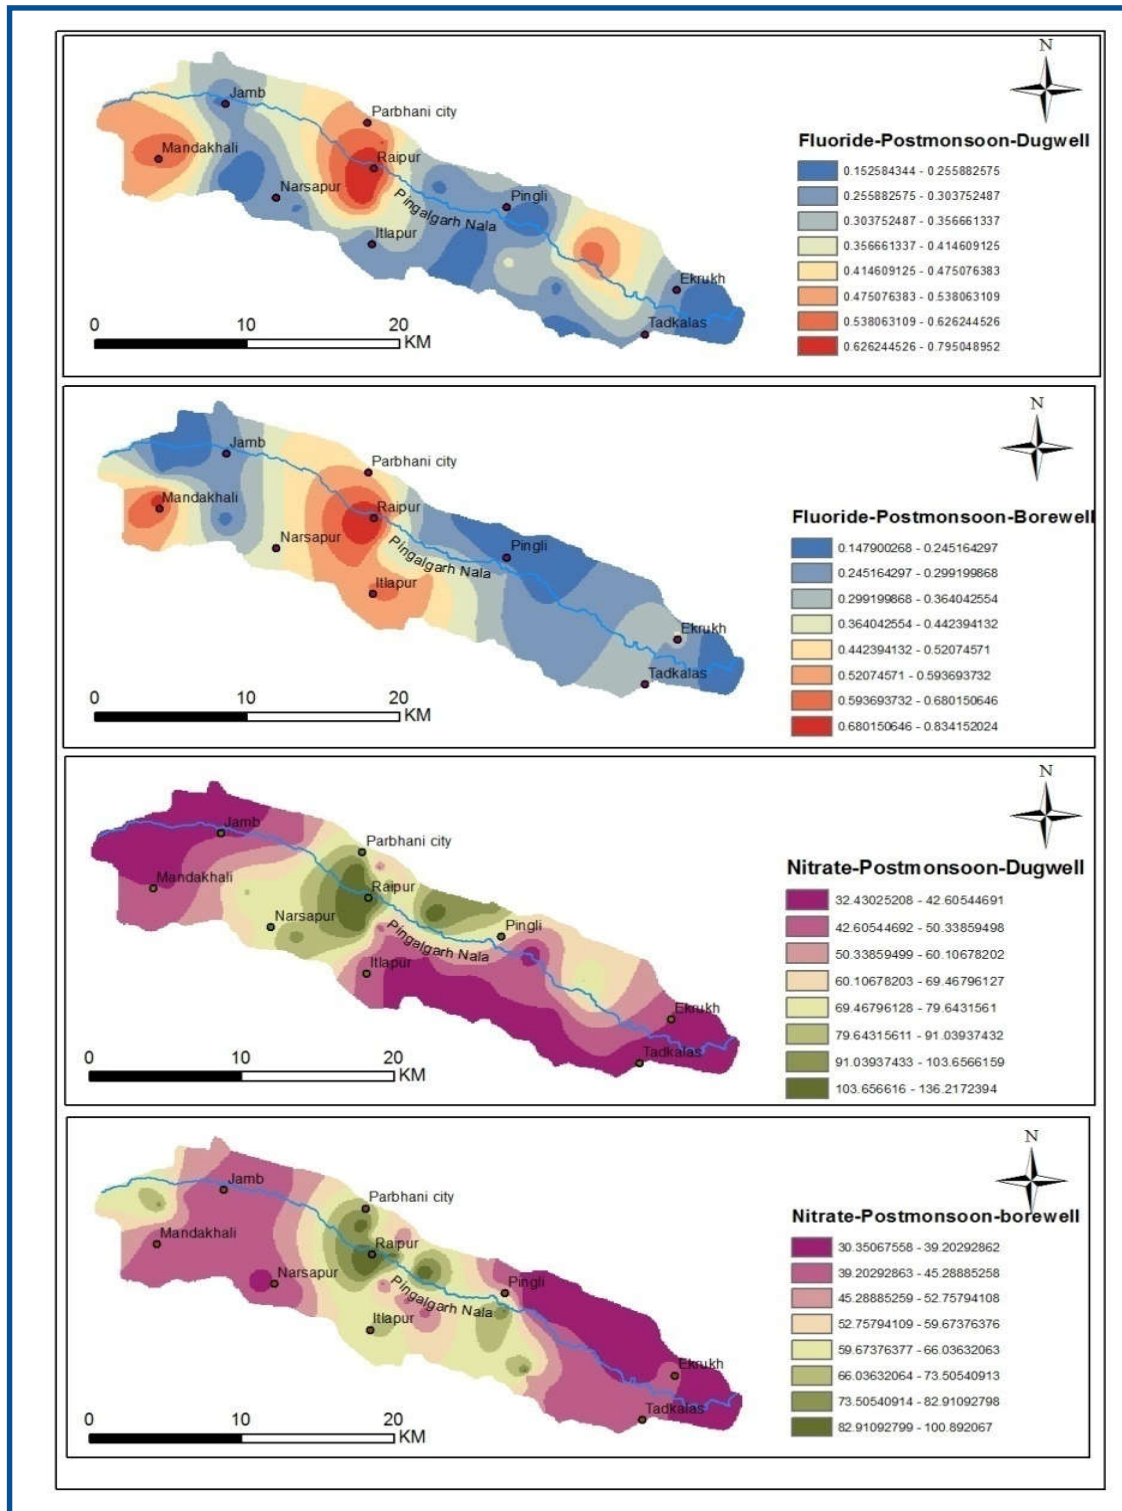 N
Jamb
Parbhani city
Mandakhali
Raipur
Narsapur
Pingalgarh Nala
Pingli
Itlapur
Ekrukh
Tadkalas
0 10 20
KM
Fluoride-Postmonsoon-Dugwell
0.152584344 - 0.255882575
0.255882575 - 0.303752487
0.303752487 - 0.356661337
0.356661337 - 0.414609125
0.414609125 - 0.475076383
0.475076383 - 0.538063109
0.538063109 - 0.626244526
0.626244526 - 0.795048952
N
Jamb
Parbhani city
Mandakhali
Raipur
Narsapur
Pingalgarh Nala
Pingli
Itlapur
Ekrukh
Tadkalas
0 10 20
KM
Fluoride-Postmonsoon-Borewell
0.147900268 - 0.245164297
0.245164297 - 0.299199868
0.299199868 - 0.364042554
0.364042554 - 0.442394132
0.442394132 - 0.52074571
0.52074571 - 0.593693732
0.593693732 - 0.680150646
0.680150646 - 0.834152024
N
Jamb
Parbhani city
Mandakhali
Raipur
Narsapur
Pingalgarh Nala
Pingli
Itlapur
Ekrukh
Tadkalas
0 10 20
KM
Nitrate-Postmonsoon-Dugwell
32.43025208 - 42.60544691
42.60544692 - 50.33859498
50.33859499 - 60.10678202
60.10678203 - 69.46796127
69.46796128 - 79.6431561
79.64315611 - 91.03937432
91.03937433 - 103.6566159
103.656616 - 136.2172394
N
Jamb
Parbhani city
Mandakhali
Raipur
Narsapur
Pingalgarh Nala
Pingli
Itlapur
Ekrukh
Tadkalas
0 10 20
KM
Nitrate-Postmonsoon-borewell
30.35067558 - 39.20292862
39.20292863 - 45.28885258
45.28885259 - 52.75794108
52.75794109 - 59.67376376
59.67376377 - 66.03632063
66.03632064 - 73.50540913
73.50540914 - 82.91092798
82.91092799 - 100.892067